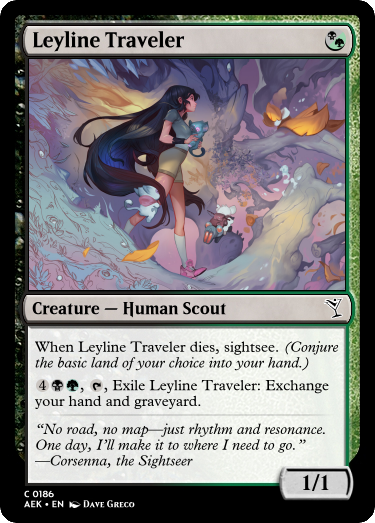 Leyline Traveler
Creature — Human Scout
When Leyline Traveler dies, sightsee. (Conjure
the basic land of your choice into your hand.)
4, , Exile Leyline Traveler: Exchange
your hand and graveyard.
“No road, no map—just rhythm and resonance.
One day, I’ll make it to where I need to go.”
—Corsenna, the Sightseer
1/1
C 0186
AEK • EN Dave Greco